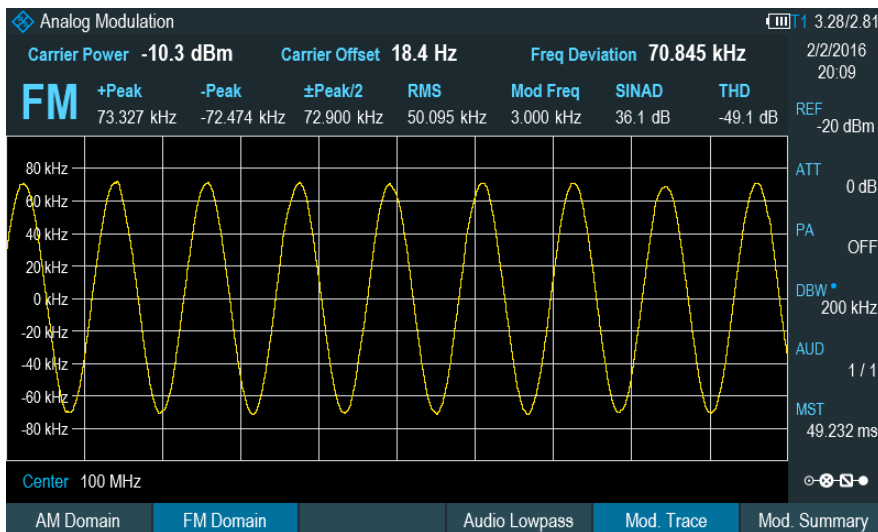 Analog Modulation T1 3.28/2.81
Carrier Power -10.3 dBm Carrier Offset 18.4 Hz Freq Deviation 70.845 kHz 2/2/2016
20:09
FM +Peak -Peak ±Peak/2 RMS Mod Freq SINAD THD
73.327 kHz -72.474 kHz 72.900 kHz 50.095 kHz 3.000 kHz 36.1 dB -49.1 dB
REF
-20 dBm
80 kHz
60 kHz
40 kHz
20 kHz
0 kHz
-20 kHz
-40 kHz
-60 kHz
-80 kHz
ATT
0 dB
PA
OFF
DBW
200 kHz
AUD
1 / 1
MST
49.232 ms
Center 100 MHz
AM Domain FM Domain Audio Lowpass Mod. Trace Mod. Summary